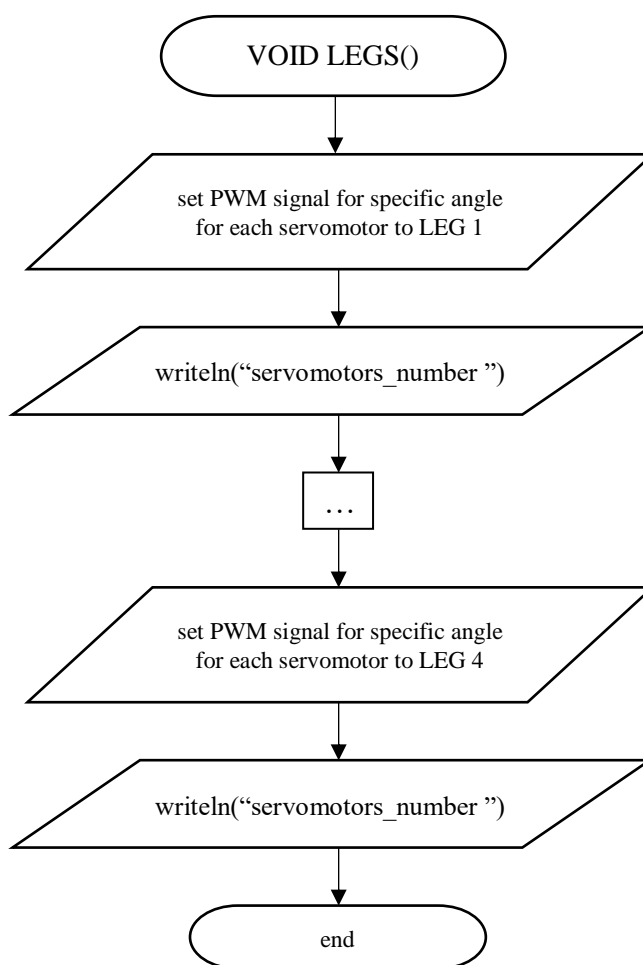 VOID LEGS()
set PWM signal for specific angle
for each servomotor to LEG 1
writeln(“servomotors_number ”)
…
set PWM signal for specific angle
for each servomotor to LEG 4
writeln(“servomotors_number ”)
end